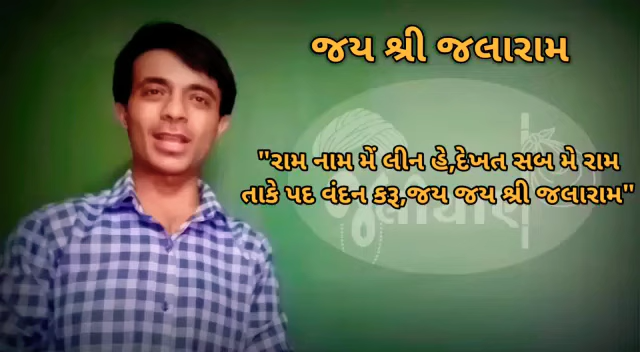 જય શ્રી જલારામ
"રામ નામ મેં લીન હે,દેખત સબ મે રામ
તાકે પદ વંદન કરૂ,જય જય શ્રી જલારામ"